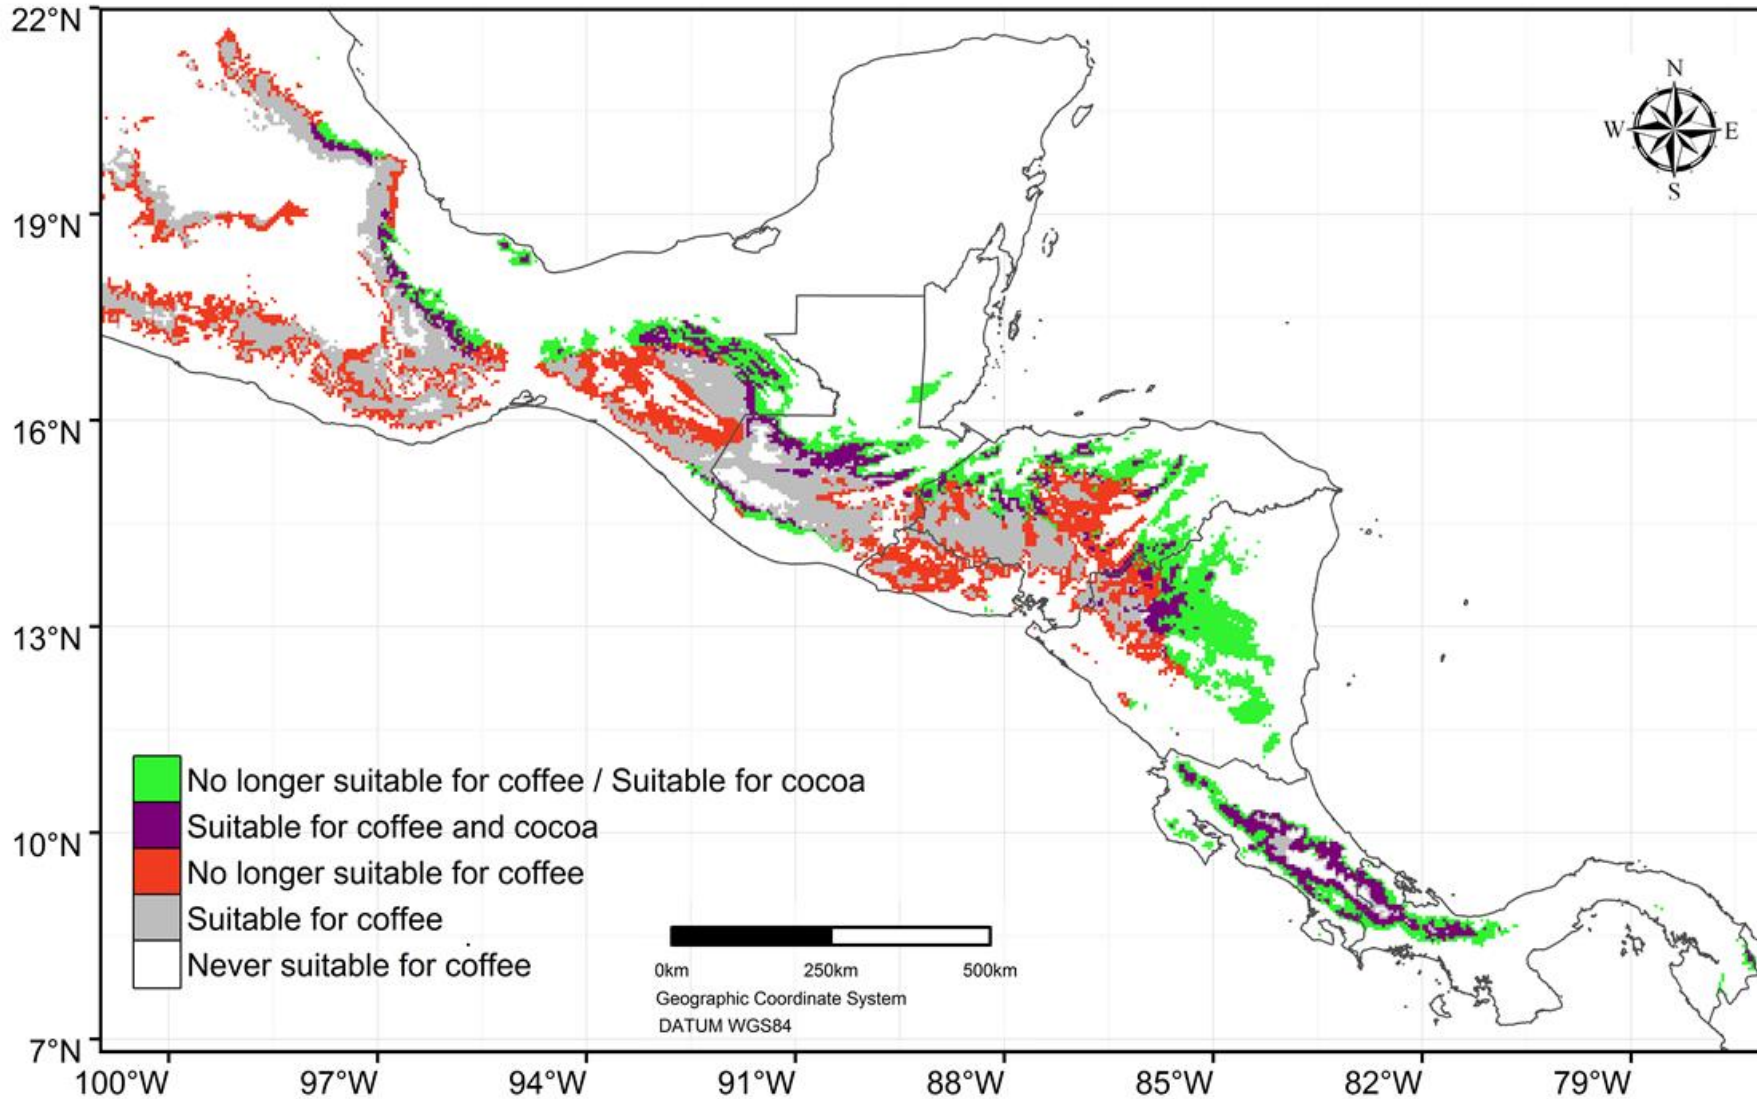 22°N
N
W
E
S
19°N
16°N
13°N
No longer suitable for coffee / Suitable for cocoa
Suitable for coffee and cocoa
10°N
No longer suitable for coffee
Suitable for coffee
Never suitable for coffee
0km 250km 500km
Geographic Coordinate System
DATUM WGS84
7°N
100°W 97°W 94°W 91°W 88°W 85°W 82°W 79°W